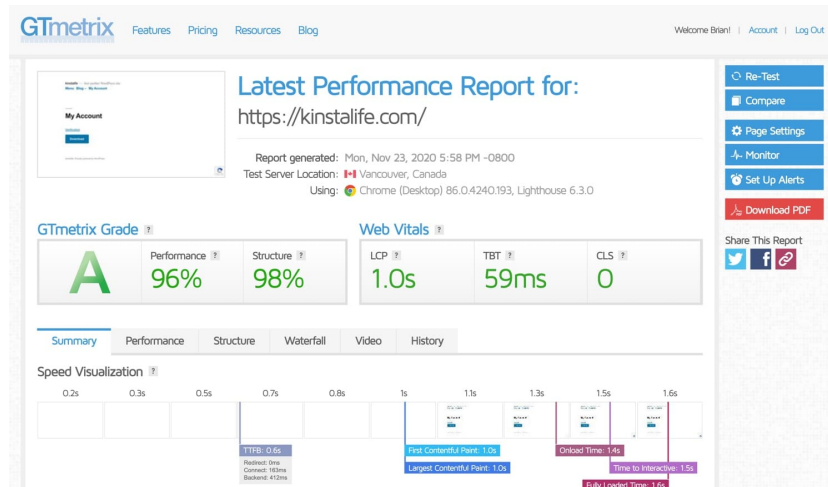 GTmetrix Features Pricing Resources Blog
Welcome Brian! | Account | Log Out
My Account
Latest Performance Report for:
https://kinstalife.com/
Report generated: Mon, Nov 23, 2020 5:58 PM -0800
Test Server Location: Vancouver, Canada
Using: Chrome (Desktop) 86.0.4240.193, Lighthouse 6.3.0
Re-Test
Compare
Page Settings
Monitor
Set Up Alerts
Download PDF
Share This Report
GTmetrix Grade ?
A
Performance ?
96%
Structure ?
98%
Web Vitals ?
LCP ?
1.0s
TBT ?
59ms
CLS ?
0
Summary Performance Structure Waterfall Video History
Speed Visualization ?
0.2s 0.3s 0.5s 0.7s 0.8s 1s 1.1s 1.3s 1.5s 1.6s
TTFB: 0.6s
Redirect: 0ms
Connect: 183ms
Backend: 412ms
First Contentful Paint: 1.0s
Largest Contentful Paint: 1.0s
Onload Time: 1.4s
Time to Interactive: 1.5s
Fully Loaded Time: 1.6s